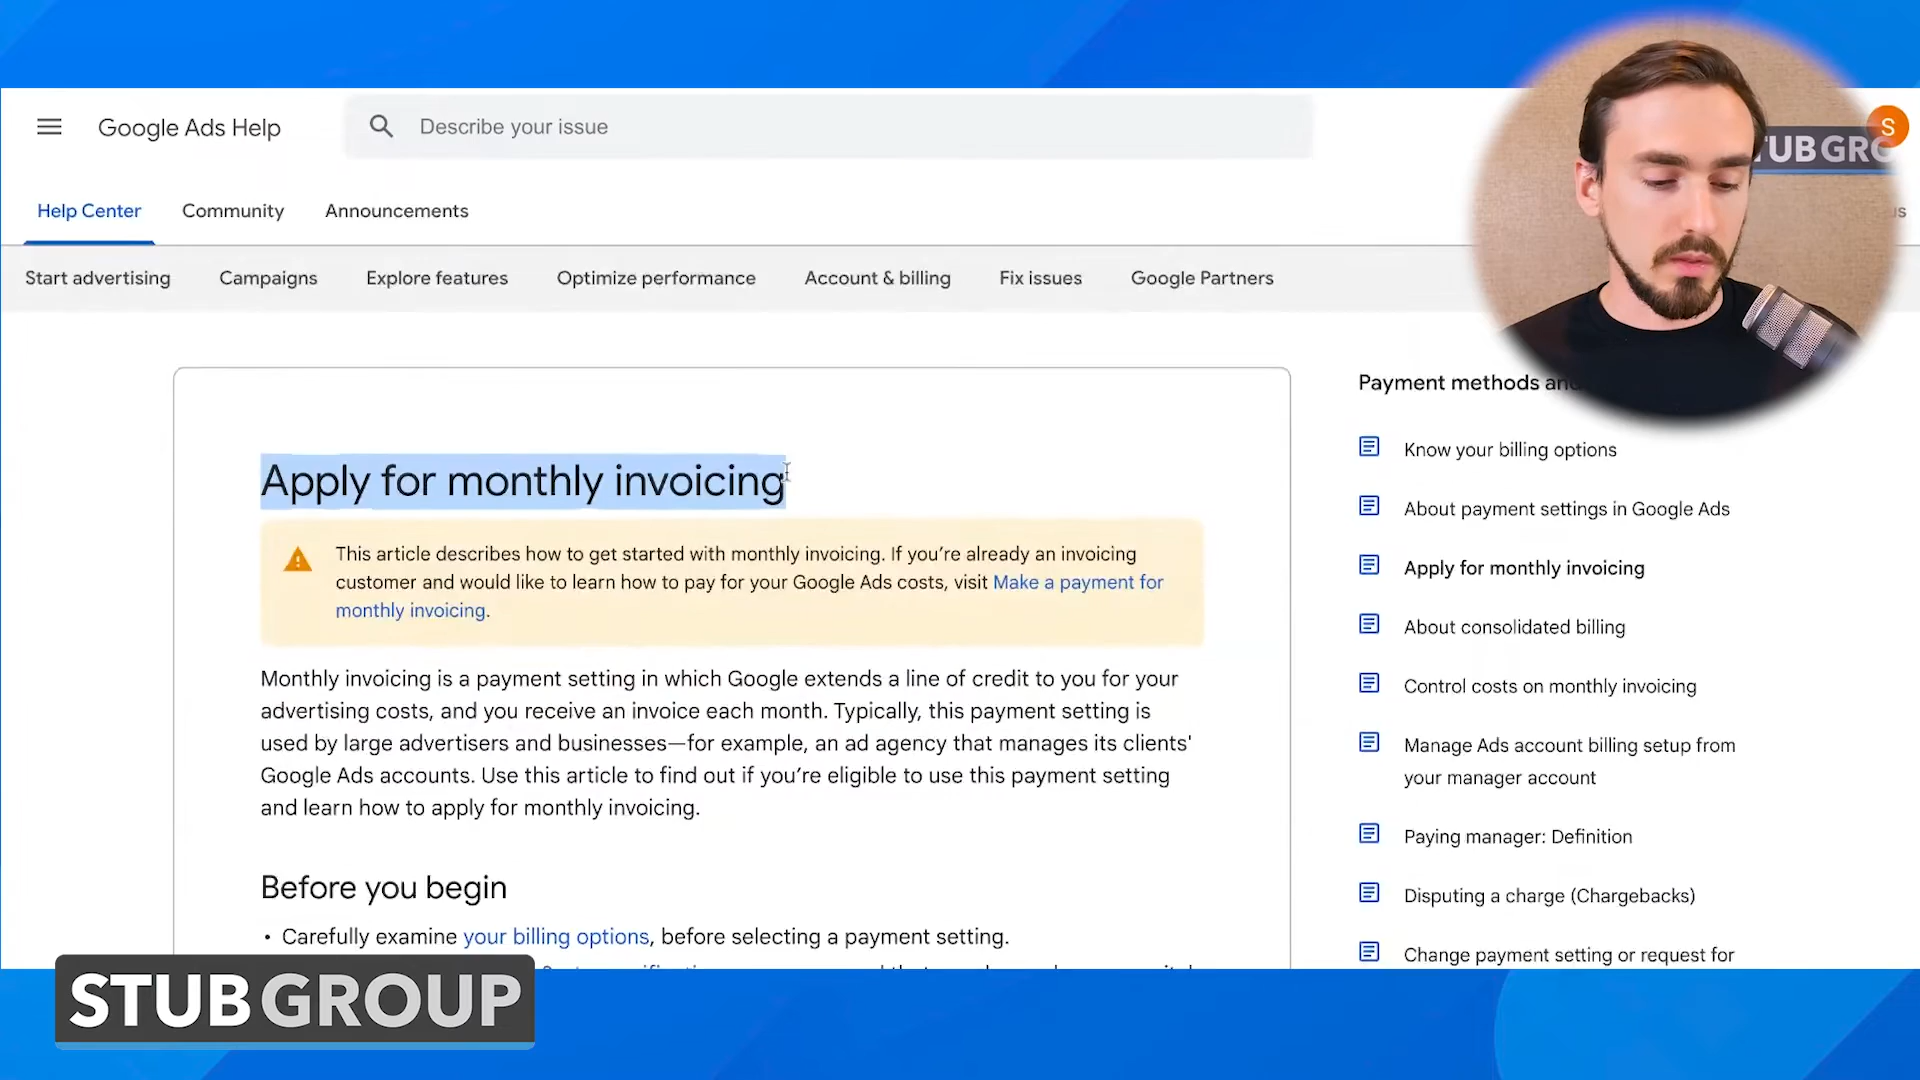 Google Ads Help
Describe your issue
S
UB GRO
Help Center
Community
Announcements
Start advertising
Campaigns
Explore features
Optimize performance
Account & billing
Fix issues
Google Partners
Apply for monthly invoicing
This article describes how to get started with monthly invoicing. If you’re already an invoicing
customer and would like to learn how to pay for your Google Ads costs, visit Make a payment for
monthly invoicing.
Monthly invoicing is a payment setting in which Google extends a line of credit to you for your
advertising costs, and you receive an invoice each month. Typically, this payment setting is
used by large advertisers and businesses—for example, an ad agency that manages its clients'
Google Ads accounts. Use this article to find out if you’re eligible to use this payment setting
and learn how to apply for monthly invoicing.
Before you begin
• Carefully examine your billing options, before selecting a payment setting.
Payment methods and
Know your billing options
About payment settings in Google Ads
Apply for monthly invoicing
About consolidated billing
Control costs on monthly invoicing
Manage Ads account billing setup from
your manager account
Paying manager: Definition
Disputing a charge (Chargebacks)
Change payment setting or request for
STUBGROUP